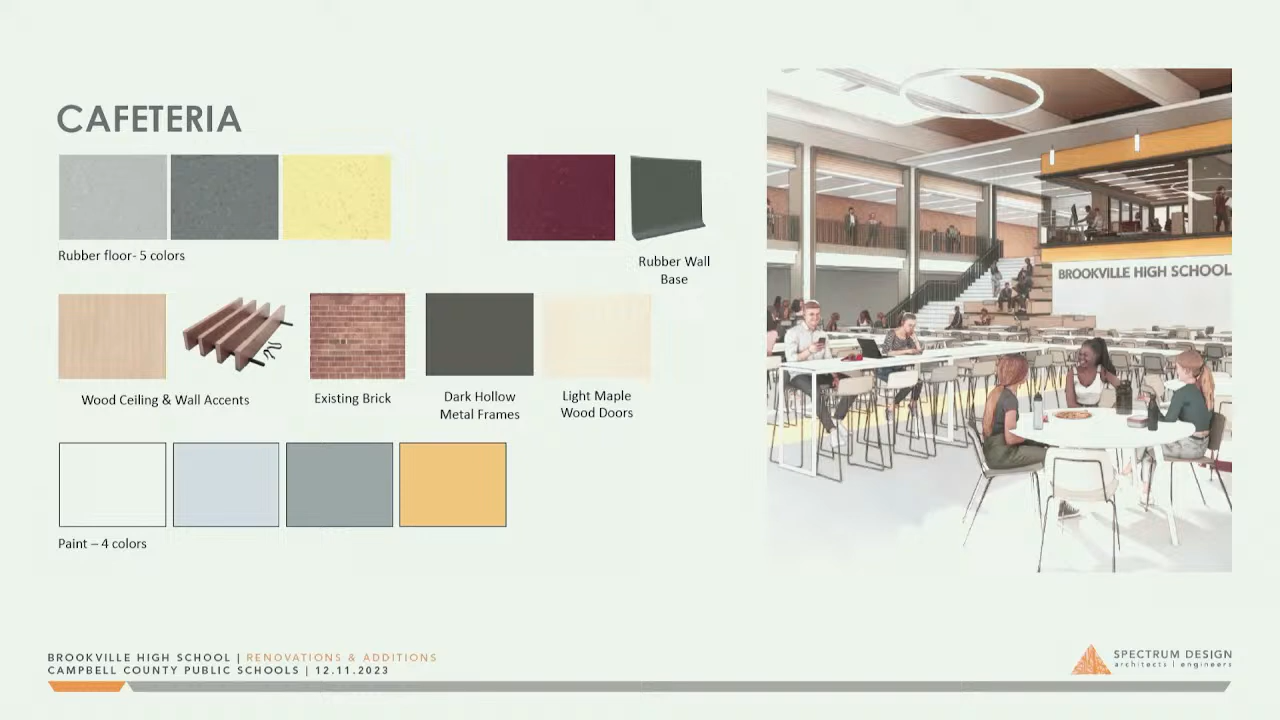 CAFETERIA
Rubber floor- 5 colors
Rubber Wall
Base
Wood Ceiling & Wall Accents
Existing Brick
Dark Hollow
Metal Frames
Light Maple
Wood Doors
Paint – 4 colors
BROOKVILLE HIGH SCHOOL
BROOKVILLE HIGH SCHOOL | RENOVATIONS & ADDITIONS
CAMPBELL COUNTY PUBLIC SCHOOLS | 12.11.2023
SPECTRUM DESIGN
architects | engineers